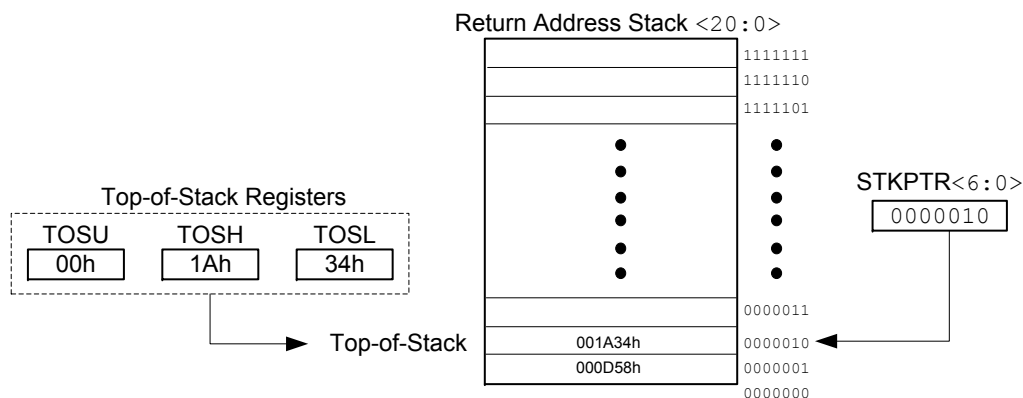 Return Address Stack <20:0>
1111111
1111110
1111101
Top-of-Stack Registers
STKPTR<6:0>
TOSU TOSH TOSL
0000010
00h 1Ah 34h
0000011
Top-of-Stack 001A34h 0000010
000D58h 0000001
0000000